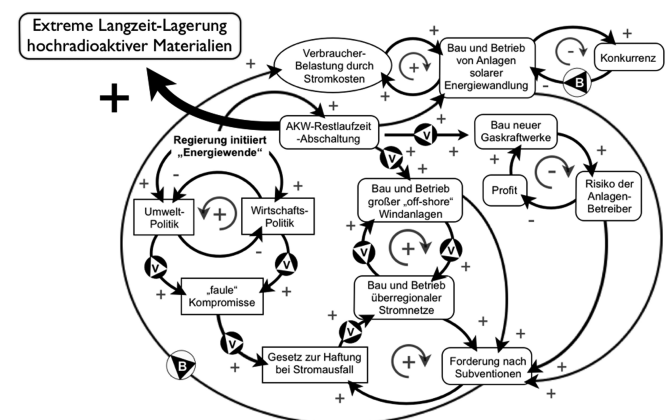 Extreme Langzeit-Lagerung
hochradioaktiver Materialien
+
Verbraucher-
Belastung durch
Stromkosten
+
+
+
+
Bau und Betrieb
von Anlagen
solarer
Energiewandlung
+
-
-
B
Konkurrenz
+
+
AKW-Restlaufzeit
-Abschaltung
+
V
+
+
Bau neuer
Gaskraftwerke
+
Regierung initiiert
„Energiewende“
+
-
+
V
+
Profit
-
-
Risiko der
Anlagen-
Betreiber
Umwelt-
Politik
+
Wirtschafts-
Politik
-
Bau und Betrieb
großer „off-shore“
Windanlagen
+
V
+
V
+
V
+
V
+
„faule“
Kompromisse
Bau und Betrieb
überregionaler
Stromnetze
V
+
V
+
+
+
+
B
Gesetz zur Haftung
bei Stromausfall
+
Forderung nach
Subventionen
+
+
+